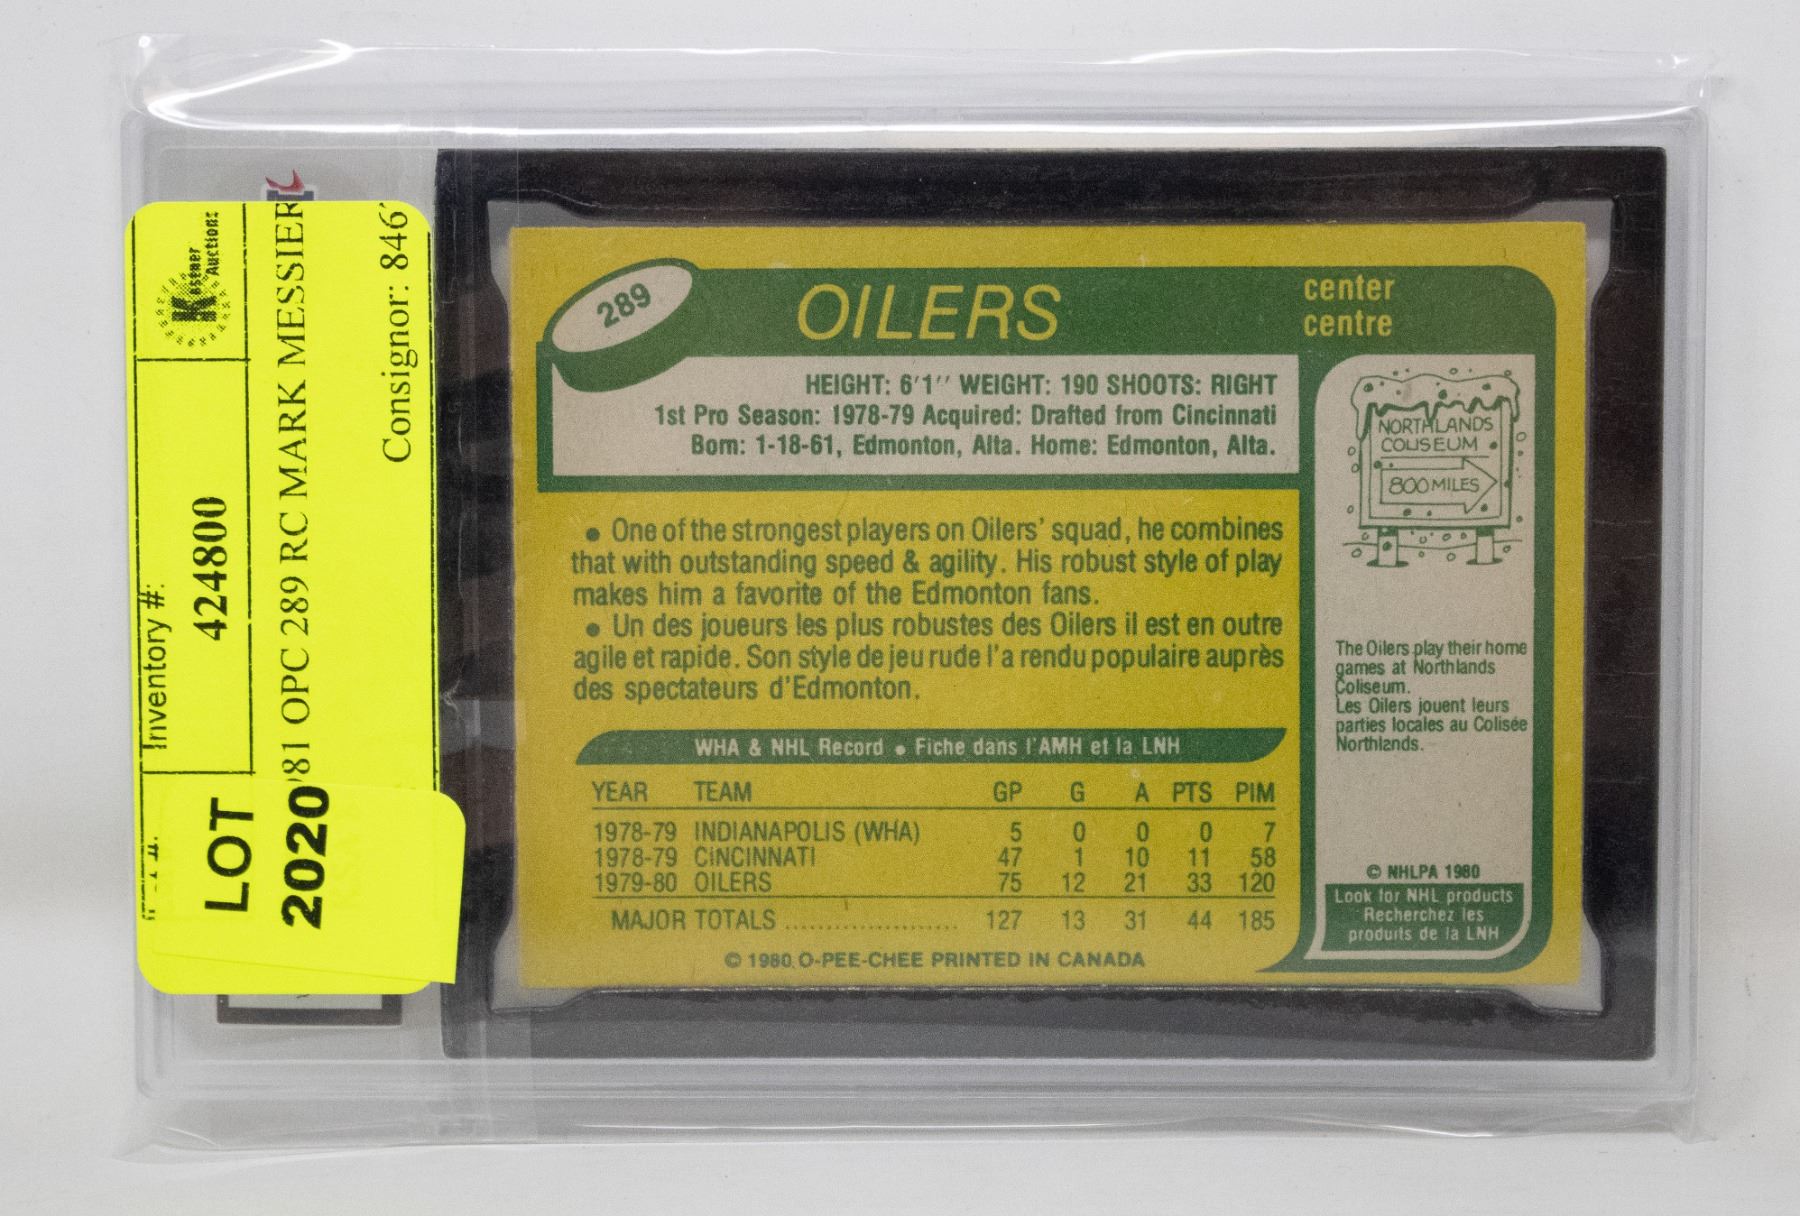 Kastner
Auctions
Inventory #:
424800
981 OPC 289 RC MARK MESSIER
Consignor: 846
LOT
2020
289
OILERS
center
centre
HEIGHT: 6'1'' WEIGHT: 190 SHOOTS: RIGHT
1st Pro Season: 1978-79 Acquired: Drafted from Cincinnati
Born: 1-18-61, Edmonton, Alta. Home: Edmonton, Alta.
• One of the strongest players on Oilers' squad, he combines
that with outstanding speed & agility. His robust style of play
makes him a favorite of the Edmonton fans.
• Un des joueurs les plus robustes des Oilers il est en outre
agile et rapide. Son style de jeu rude l'a rendu populaire auprès
des spectateurs d'Edmonton.
WHA & NHL Record • Fiche dans l'AMH et la LNH
YEAR TEAM GP G A PTS PIM
1978-79 INDIANAPOLIS (WHA) 5 0 0 0 7
1978-79 CINCINNATI 47 1 10 11 58
1979-80 OILERS 75 12 21 33 120
MAJOR TOTALS ........................ 127 13 31 44 185
© 1980 O-PEE-CHEE PRINTED IN CANADA
NORTHLANDS
COLISEUM
800 MILES
The Oilers play their home
games at Northlands
Coliseum.
Les Oilers jouent leurs
parties locales au Colisée
Northlands.
© NHLPA 1980
Look for NHL products
Recherchez les
produits de la LNH